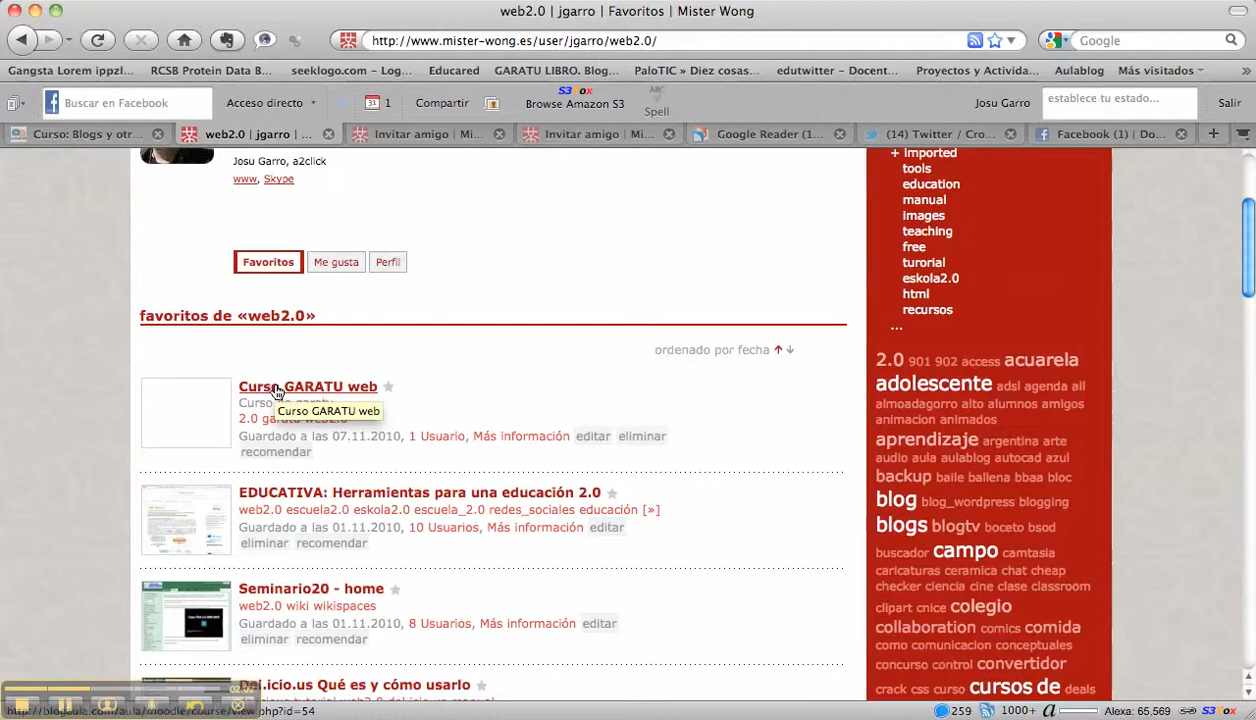 web2.0 | jgarro | Favoritos | Mister Wong
http://www.mister-wong.es/user/jgarro/web2.0/
Google
Gangsta Lorem ippzl... RCSB Protein Data B... seeklogo.com – Log... Educared GARATU LIBRO. Blog... PaloTIC » Diez cosas... edutwitter – Docent... Proyectos y Activida... Aulablog Más visitados »
Buscar en Facebook Acceso directo 31 1 Compartir S3Fox Browse Amazon S3 ABC Spell Josu Garro establece tu estado... Salir
Curso: Blogs y otr... web2.0 | jgarro | ... Invitar amigo | Mi... Invitar amigo | Mi... Google Reader (1... (14) Twitter / Cro... Facebook (1) | Do...
Josu Garro, a2click
www, Skype
Favoritos Me gusta Perfil
favoritos de «web2.0»
ordenado por fecha
Curso GARATU web
Curso GARATU web
Guardado a las 07.11.2010, 1 Usuario, Más información editar eliminar
recomendar
EDUCATIVA: Herramientas para una educación 2.0
web2.0 escuela2.0 eskola2.0 escuela_2.0 redes_sociales educación [»]
Guardado a las 01.11.2010, 10 Usuarios, Más información editar
eliminar recomendar
Seminario20 - home
web2.0 wiki wikispaces
Guardado a las 01.11.2010, 8 Usuarios, Más información editar
eliminar recomendar
Del.icio.us Qué es y cómo usarlo
+ Imported
tools
education
manual
images
teaching
free
turorial
eskola2.0
html
recursos
...
2.0 901 902 access acuarela
adolescente adsl agenda all
almoadagorro alto alumnos amigos
animacion animados
aprendizaje argentina arte
audio aula aulablog autocad azul
backup baile ballena bbaa bloc
blog blog_wordpress blogging
blogs blogtv boceto bsod
buscador campo camtasia
caricaturas ceramica chat cheap
checker ciencia cine clase classroom
clipart cnice colegio
collaboration comics comida
como comunicacion conceptuales
concurso control convertidor
crack css curso cursos de deals
259 1000+ a Alexa: 65,569 S3Fox